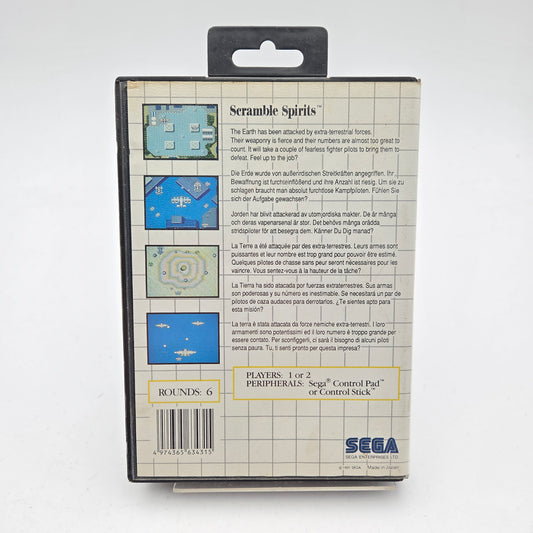 Scramble Spirits™
The Earth has been attacked by extra-terrestrial forces.
Their weaponry is fierce and their numbers are almost too great to
count. It will take a couple of fearless fighter pilots to bring them to
defeat. Feel up to the job?
Die Erde wurde von außerirdischen Streitkräften angegriffen. Ihr
Bewaffnung ist furchteinflößend und ihre Anzahl ist riesig. Um sie zu
schlagen braucht man absolut furchtlose Kampfpiloten. Fühlen Sie
sich der Aufgabe gewachsen?
Jorden har blivit attackerad av utomjordiska makter. De är många
och deras vapenarsenal är stor. Det behövs många orädda
stridspiloter för att besegra dem. Känner Du Dig manad?
La Terre a été attaquée par des extra-terrestres. Leurs armes sont
puissantes et leur nombre est trop grand pour pouvoir être estimé.
Quelques pilotes de chasse sans peur seront nécessaires pour les
vaincre. Vous sentez-vous à la hauteur de la tâche?
La Tierra ha sido atacada por fuerzas extraterrestres. Sus armas
son poderosas y su número es inestimable. Se necesitará un par de
pilotos de caza audaces para derrotarlos. ¿Te sientes apto para
esta misión?
La terra è stata attacata da forze nemiche extra-terrestri. I loro
armamenti sono potentissimi ed il loro numero è troppo grande per
essere contato. Per sconfiggerli, ci sarà il bisogno di alcuni piloti
senza paura. Tu, ti senti pronto per questa impresa?
ROUNDS: 6
PLAYERS: 1 or 2
PERIPHERALS: Sega® Control Pad™
or Control Stick™
4 974365 634315
SEGA
SEGA ENTERPRISES LTD.
© 1989 SEGA Made in Japan